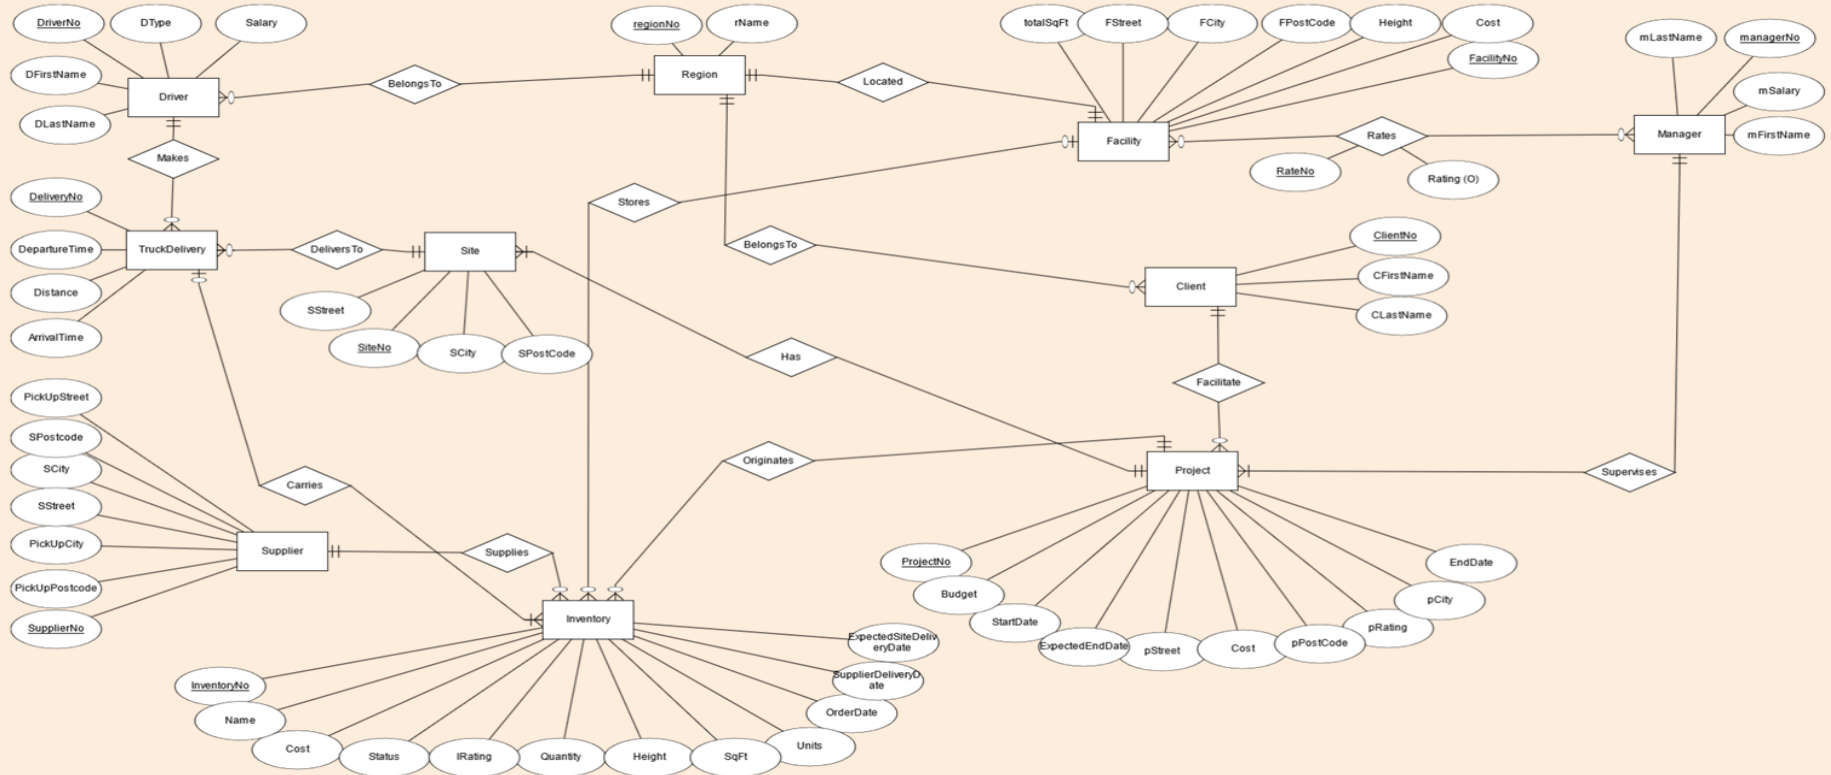 DriverNo
DType
Salary
regionNo
rName
totalSqFt
FStreet
FCity
FPostCode
Height
Cost
mLastName
managerNo
FacilityNo
DFirstName
Driver
BelongsTo
Region
Located
mSalary
DLastName
Facility
Rates
Manager
mFirstName
Makes
RateNo
Rating (O)
DeliveryNo
Stores
DepartureTime
TruckDelivery
DeliversTo
Site
BelongsTo
ClientNo
Distance
Client
CFirstName
SStreet
CLastName
ArrivalTime
SiteNo
SCity
SPostCode
Has
Facilitate
PickUpStreet
SPostcode
SCity
Originates
Project
Supervises
Carries
SStreet
PickUpCity
Supplier
Supplies
ProjectNo
EndDate
PickUpPostcode
Budget
pCity
SupplierNo
Inventory
StartDate
pRating
ExpectedSiteDeliv
eryDate
ExpectedEndDate
pStreet
Cost
pPostCode
InventoryNo
SupplierDeliveryD
ate
Name
OrderDate
Cost
Status
IRating
Quantity
Height
SqFt
Units